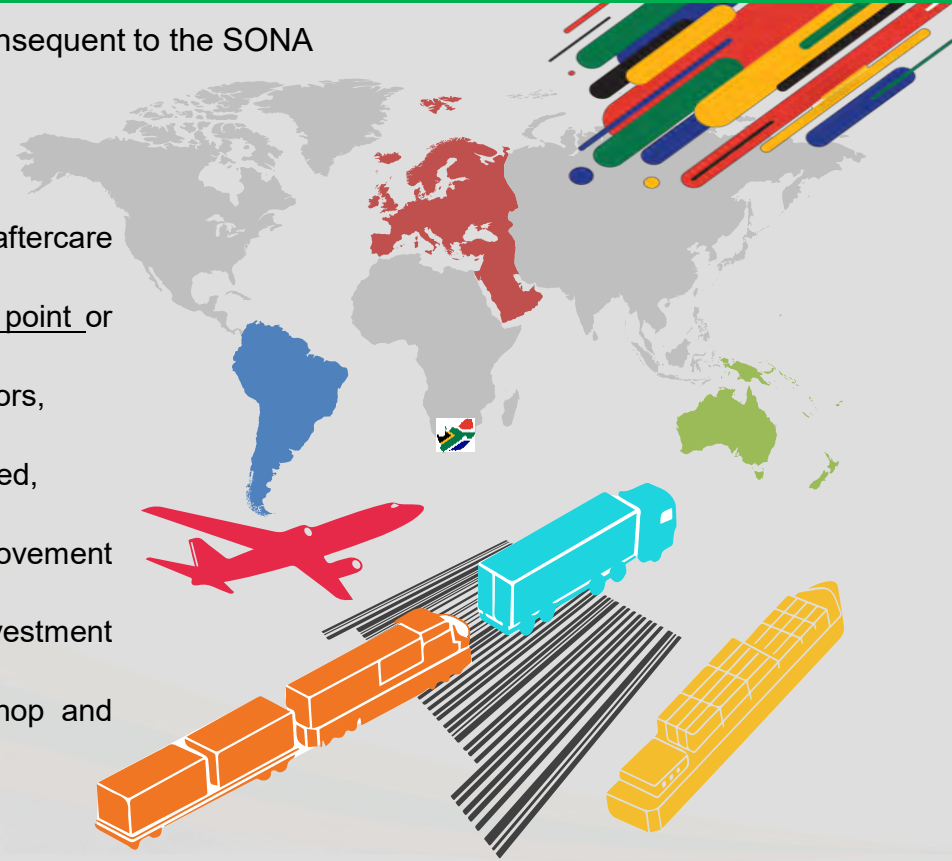 nsequent to the SONA
aftercare
point or
ors,
ed,
ovement
vestment
hop and